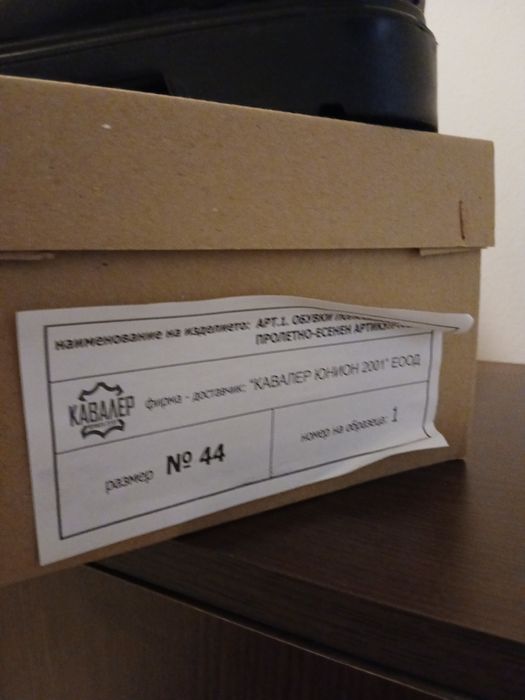 наименование на изделието: АРТ.1. ОБУВКИ
ПРОЛЕТНО-ЕСЕНЕН
КАВАЛЕР
фирма - доставчик: "КАВАЛЕР ЮНИОН 2001" ЕООД
размер № 44
номер на образеца: 1